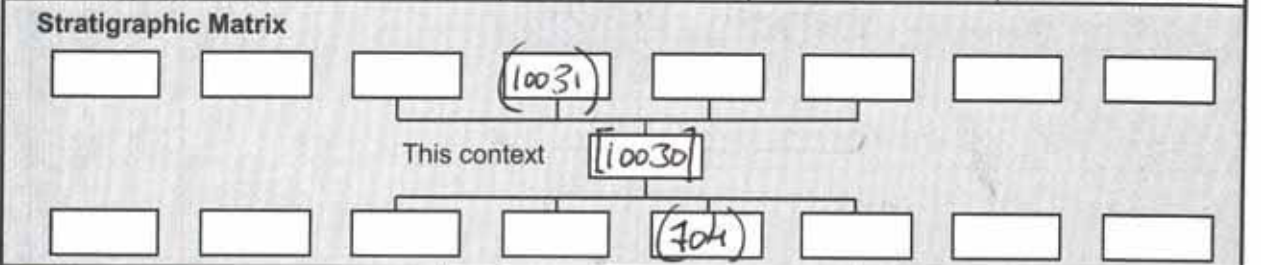 Stratigraphic Matrix
(10031)
This context [10030]
(704)